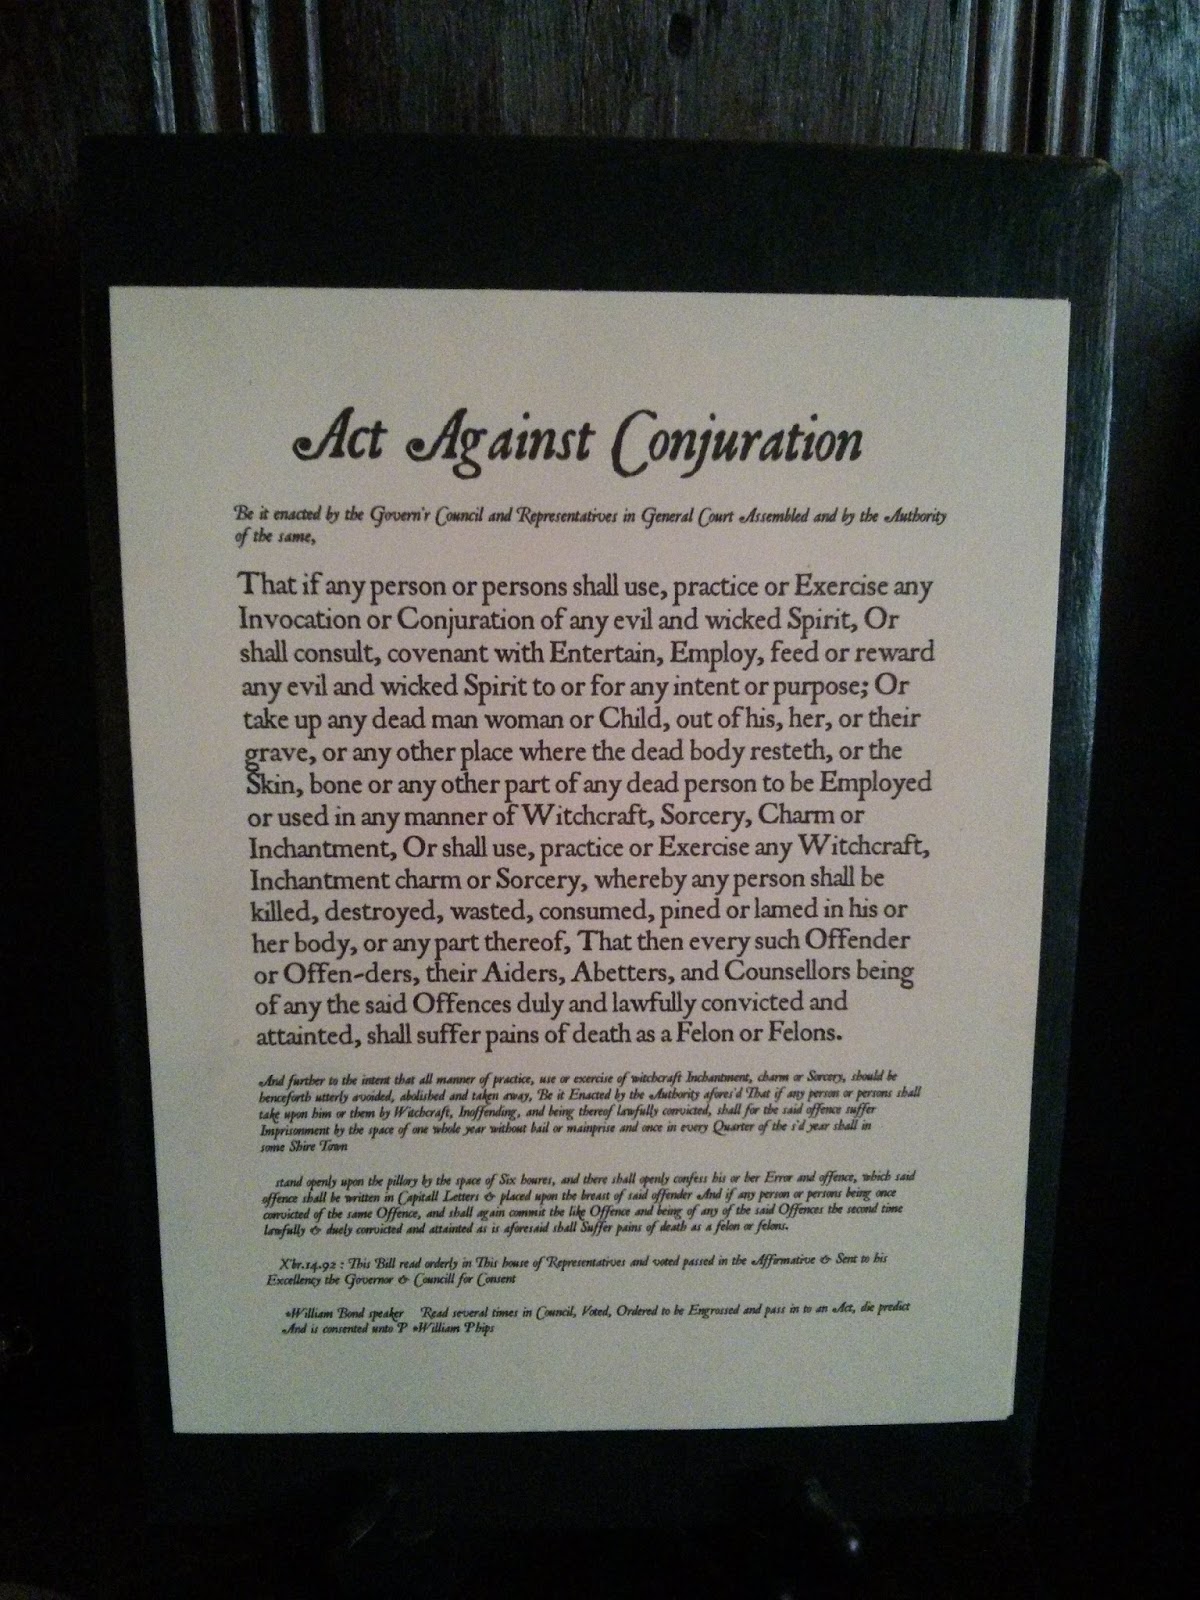 Act Against Conjuration
Be it enacted by the Govern'r Council and Representatives in General Court Assembled and by the Authority
of the same,
That if any person or persons shall use, practice or Exercise any
Invocation or Conjuration of any evil and wicked Spirit, Or
shall consult, covenant with Entertain, Employ, feed or reward
any evil and wicked Spirit to or for any intent or purpose; Or
take up any dead man woman or Child, out of his, her, or their
grave, or any other place where the dead body resteth, or the
Skin, bone or any other part of any dead person to be Employed
or used in any manner of Witchcraft, Sorcery, Charm or
Inchantment, Or shall use, practice or Exercise any Witchcraft,
Inchantment charm or Sorcery, whereby any person shall be
killed, destroyed, wasted, consumed, pined or lamed in his or
her body, or any part thereof, That then every such Offender
or Offen-ders, their Aiders, Abetters, and Counsellors being
of any the said Offences duly and lawfully convicted and
attainted, shall suffer pains of death as a Felon or Felons.
And further to the intent that all manner of practice, use or exercise of witchcraft Inchantment, charm or Sorcery, should be
henceforth utterly avoided, abolished and taken away, Be it Enacted by the Authority afores'd That if any person or persons shall
take upon him or them by Witchcraft, Inoffending, and being thereof lawfully convicted, shall for the said offence suffer
Imprisonment by the space of one whole year without bail or mainprise and once in every Quarter of the s'd year shall in
some Shire Town
stand openly upon the pillory by the space of Six houres, and there shall openly confess his or her Error and offence, which said
offence shall be written in Capitall Letters & placed upon the breast of said offender And if any person or persons being once
convicted of the same Offence, and shall again commit the like Offence and being of any of the said Offences the second time
lawfully & duely convicted and attainted as is aforesaid shall Suffer pains of death as a felon or felons.
X'br.14.92 : This Bill read orderly in This house of Representatives and voted passed in the Affirmative & Sent to his
Excellency the Governor & Councill for Consent
*William Bond speaker Read several times in Council, Voted, Ordered to be Engrossed and pass in to an Act, die predict
And is consented unto P *William Phips